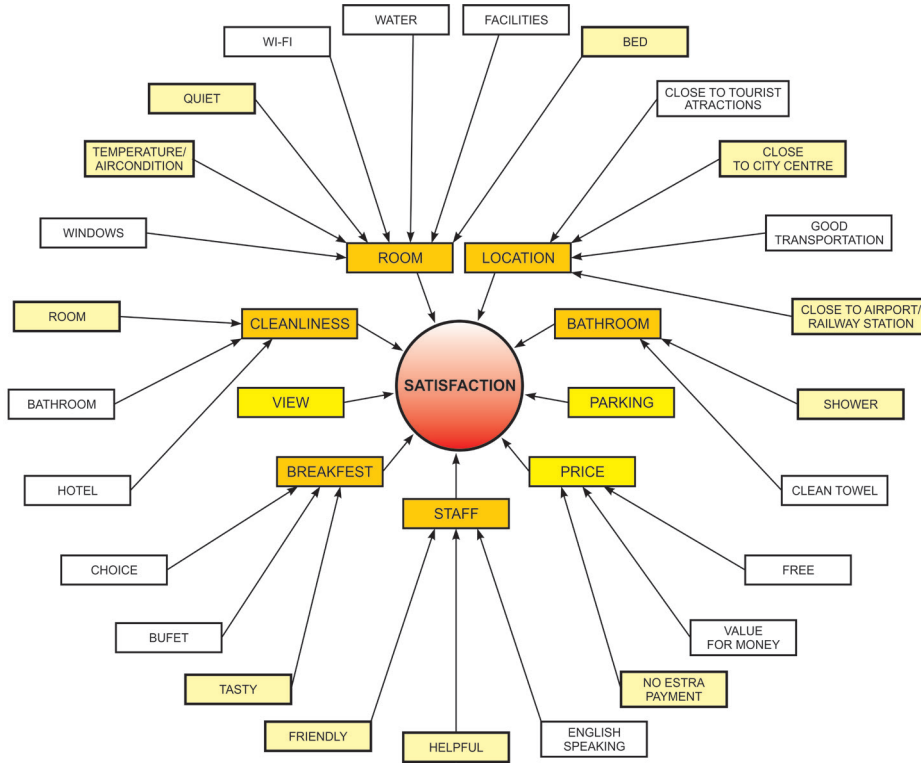 WATER
FACILITIES
WI-FI
BED
CLOSE TO TOURIST
ATRACTIONS
QUIET
TEMPERATURE/
AIRCONDITION
CLOSE
TO CITY CENTRE
WINDOWS
GOOD
TRANSPORTATION
ROOM
LOCATION
ROOM
CLEANLINESS
BATHROOM
CLOSE TO AIRPORT/
RAILWAY STATION
SATISFACTION
BATHROOM
VIEW
PARKING
SHOWER
BREAKFEST
PRICE
HOTEL
CLEAN TOWEL
STAFF
CHOICE
FREE
BUFET
VALUE
FOR MONEY
TASTY
NO ESTRA
PAYMENT
FRIENDLY
HELPFUL
ENGLISH
SPEAKING